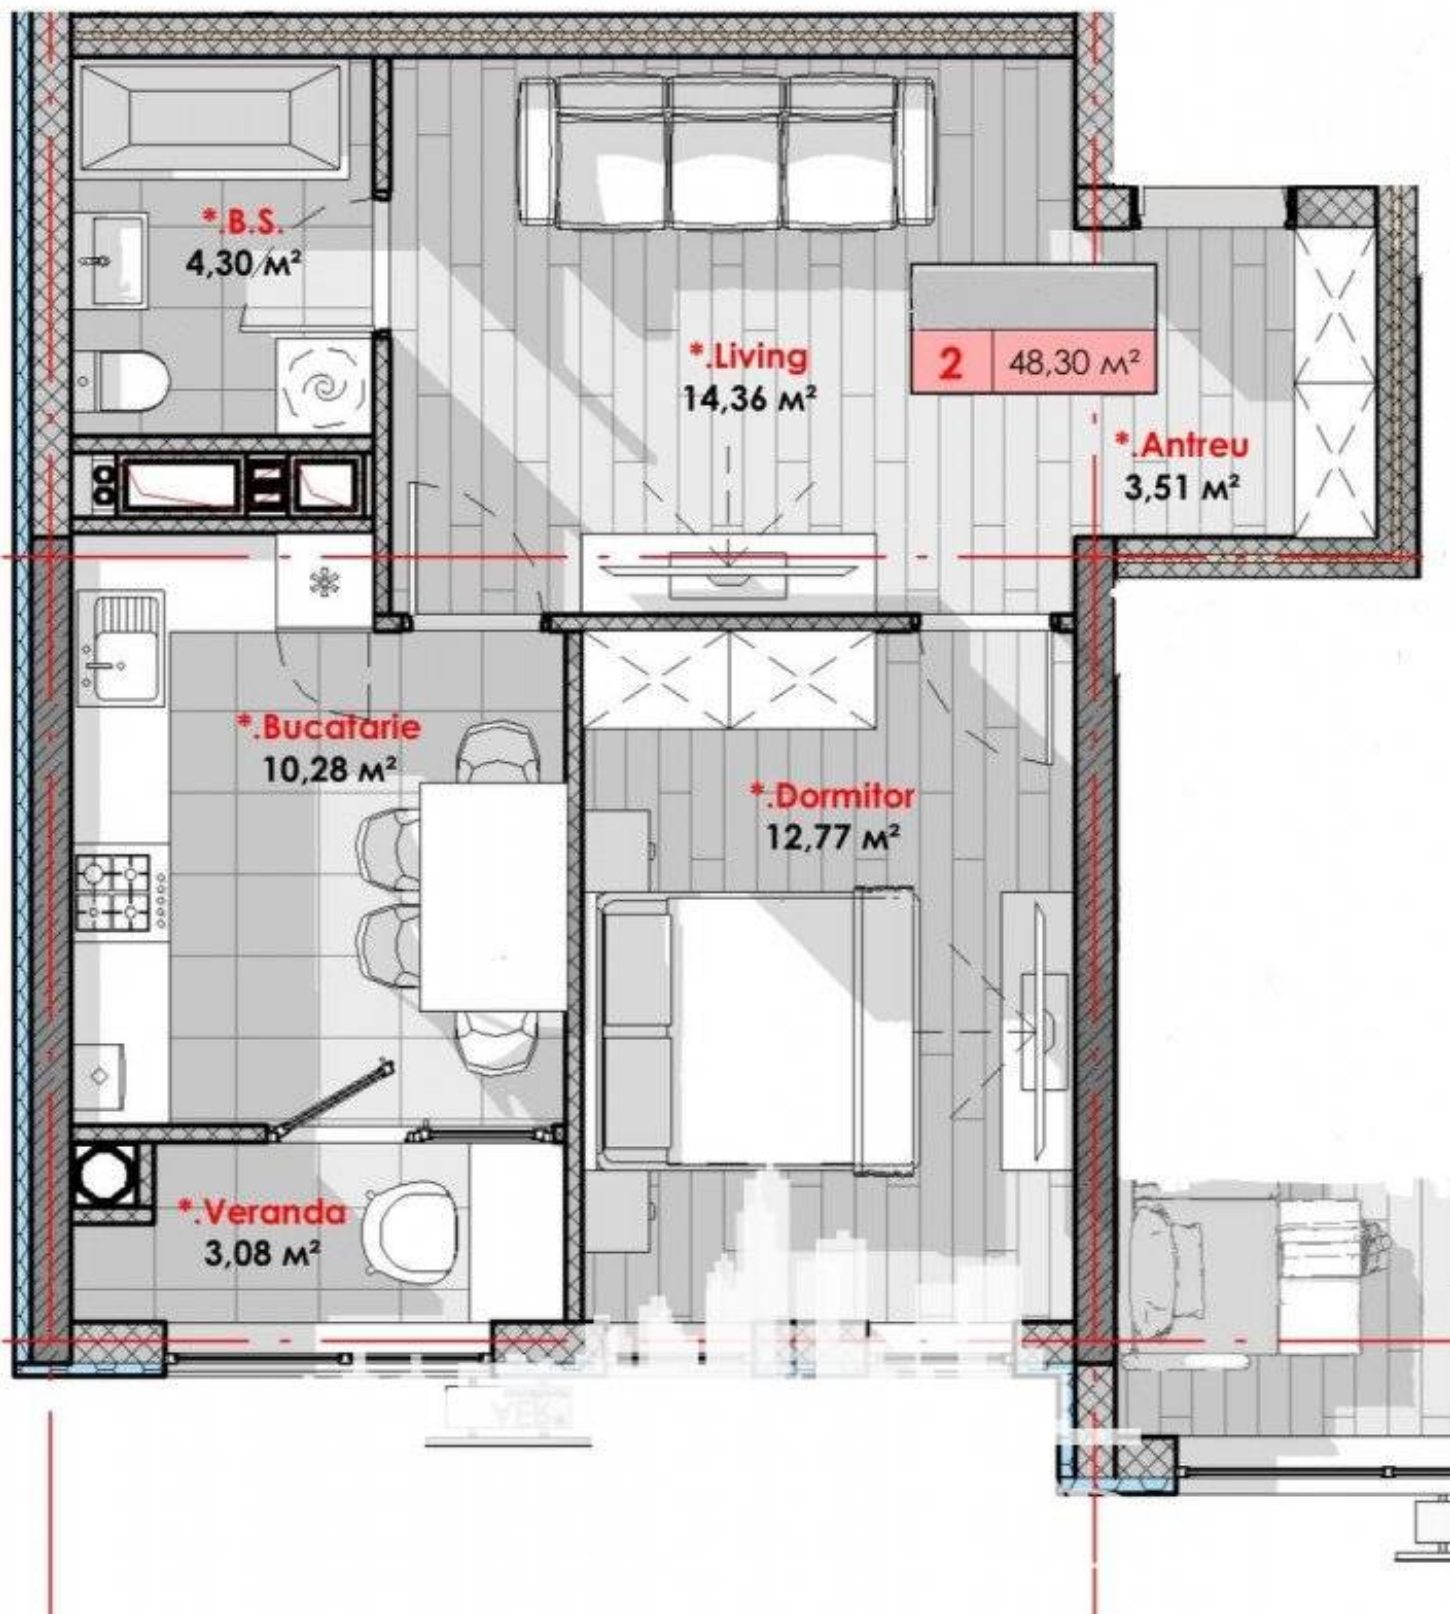 *.B.S.
4,30 м²
*.Living
14,36 м²
2 48,30 м²
*.Antreu
3,51 м²
*.Bucatarie
10,28 м²
*.Dormitor
12,77 м²
*.Veranda
3,08 м²